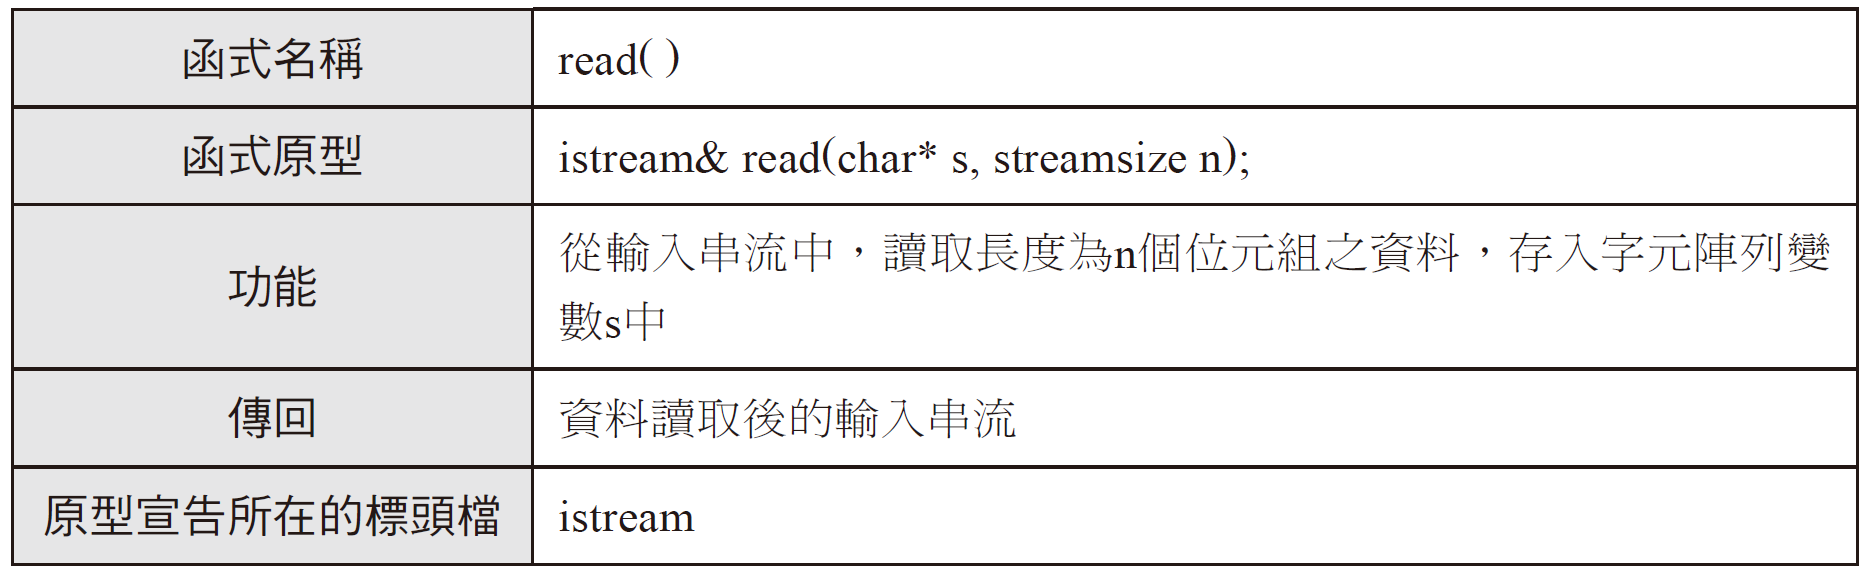 函式名稱 read( )
函式原型 istream& read(char* s, streamsize n);
功能 從輸入串流中，讀取長度為n個位元組之資料，存入字元陣列變
數s中
傳回 資料讀取後的輸入串流
原型宣告所在的標頭檔 istream